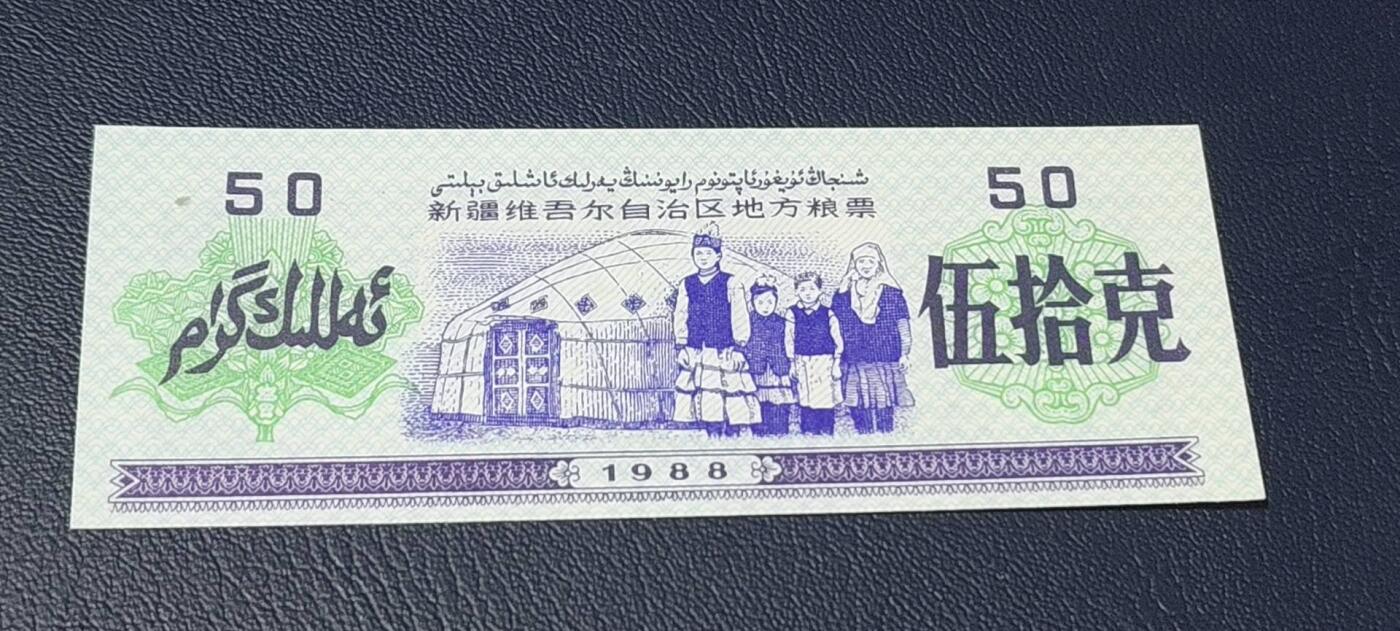 شىنجاڭ ئۇيغۇر ئاپتونوم رايونىنىڭ يەرلىك ئاشلىق بېلىتى
新疆维吾尔自治区地方粮票
50
50
ئەللىك گرام
伍拾克
1988